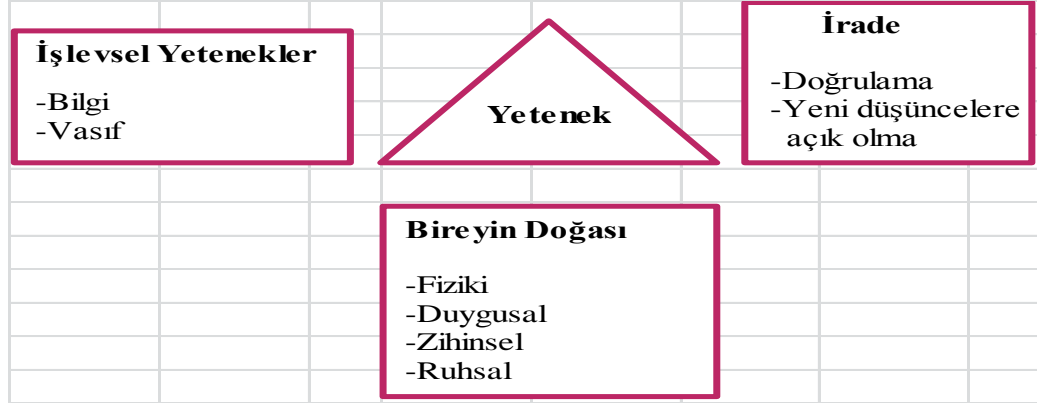 İşlevsel Yetenekler
-Bilgi
-Vasıf
Yetenek
İrade
-Doğrulama
-Yeni düşüncelere
açık olma
Bireyin Doğası
-Fiziki
-Duygusal
-Zihinsel
-Ruhsal